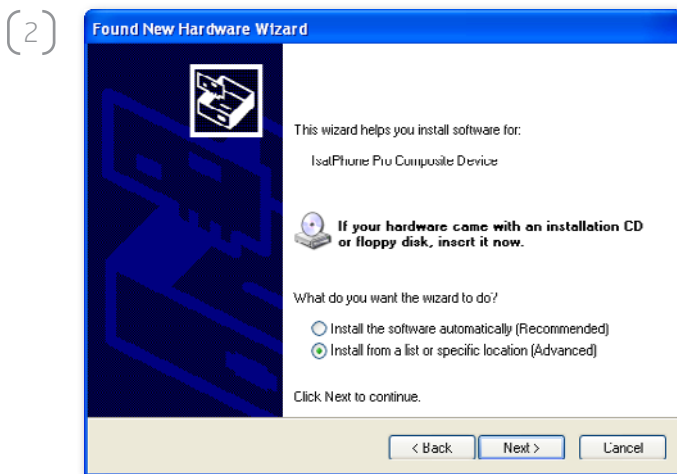 (2)
Found New Hardware Wizard
This wizard helps you install software for:
IsatPhone Pro Composite Device
If your hardware came with an installation CD
or floppy disk, insert it now.
What do you want the wizard to do?
Install the software automatically (Recommended)
Install from a list or specific location (Advanced)
Click Next to continue.
< Back Next > Cancel